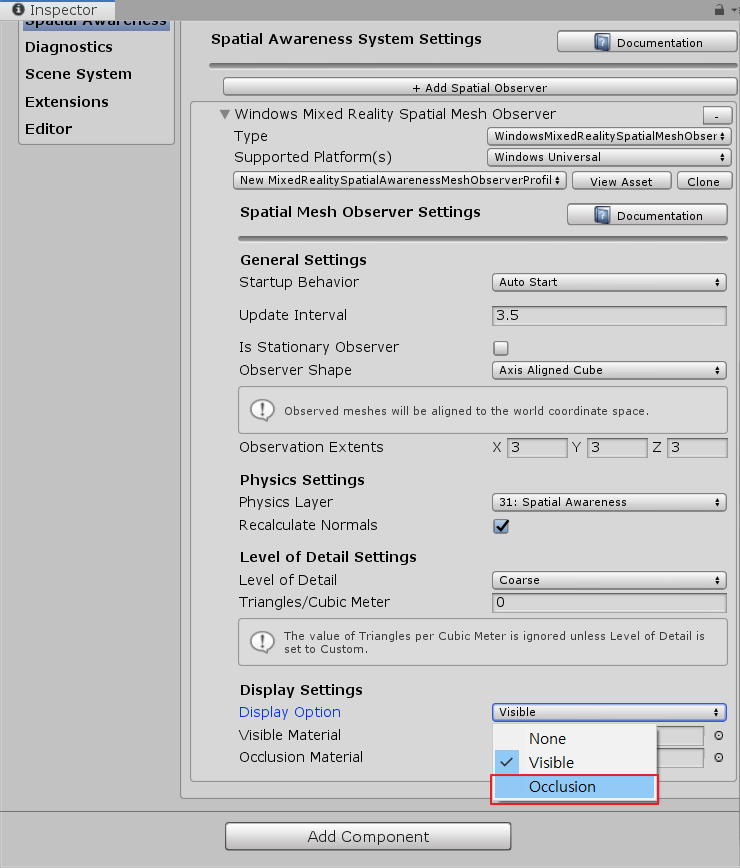 Inspector
Spatial Awareness
Diagnostics
Scene System
Extensions
Editor
Spatial Awareness System Settings
Documentation
+ Add Spatial Observer
Windows Mixed Reality Spatial Mesh Observer
-
Type
WindowsMixedRealitySpatialMeshObser
Supported Platform(s)
Windows Universal
New MixedRealitySpatialAwarenessMeshObserverProfil
View Asset
Clone
Spatial Mesh Observer Settings
Documentation
General Settings
Startup Behavior
Auto Start
Update Interval
3.5
Is Stationary Observer
Observer Shape
Axis Aligned Cube
Observed meshes will be aligned to the world coordinate space.
Observation Extents
X 3 Y 3 Z 3
Physics Settings
Physics Layer
31: Spatial Awareness
Recalculate Normals
Level of Detail Settings
Level of Detail
Coarse
Triangles/Cubic Meter
0
The value of Triangles per Cubic Meter is ignored unless Level of Detail is
set to Custom.
Display Settings
Display Option
Visible
Visible Material
Occlusion Material
None
Visible
Occlusion
Add Component